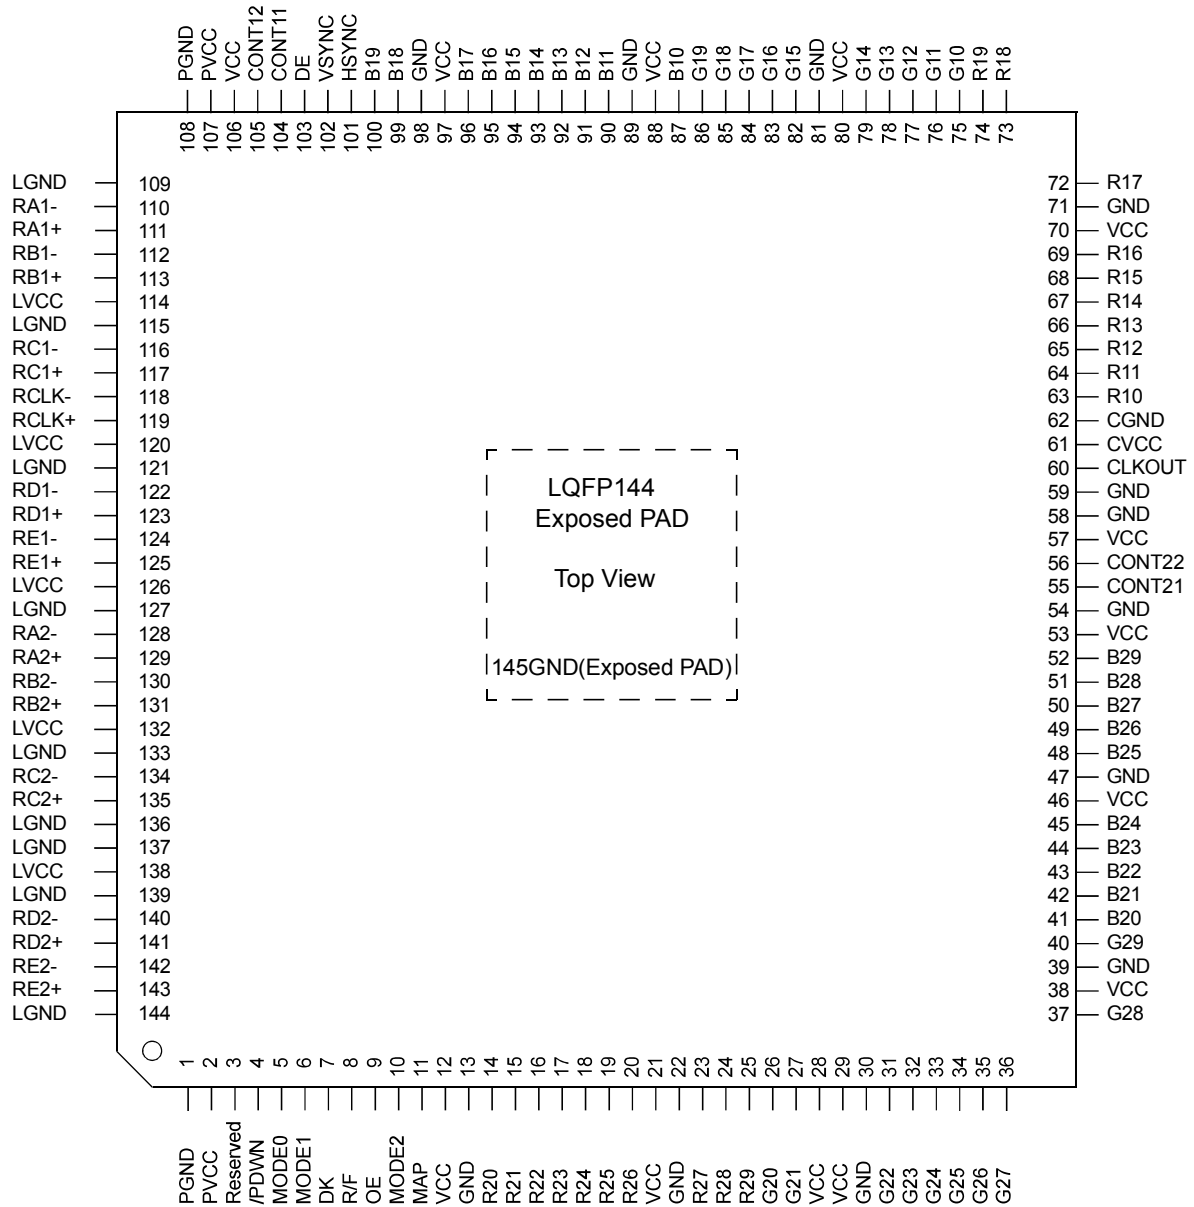 PGND PVCC VCC CONT12 CONT11 DE VSYNC HSYNC B19 B18 GND VCC B17 B16 B15 B14 B13 B12 B11 GND VCC B10 G19 G18 G17 G16 G15 GND VCC G14 G13 G12 G11 G10 R19 R18
108 107 106 105 104 103 102 101 100 99 98 97 96 95 94 93 92 91 90 89 88 87 86 85 84 83 82 81 80 79 78 77 76 75 74 73
LGND 109
RA1- 110
RA1+ 111
RB1- 112
RB1+ 113
LVCC 114
LGND 115
RC1- 116
RC1+ 117
RCLK- 118
RCLK+ 119
LVCC 120
LGND 121
RD1- 122
RD1+ 123
RE1- 124
RE1+ 125
LVCC 126
LGND 127
RA2- 128
RA2+ 129
RB2- 130
RB2+ 131
LVCC 132
LGND 133
RC2- 134
RC2+ 135
LGND 136
LGND 137
LVCC 138
LGND 139
RD2- 140
RD2+ 141
RE2- 142
RE2+ 143
LGND 144
LQFP144
Exposed PAD
Top View
145GND(Exposed PAD)
72 R17
71 GND
70 VCC
69 R16
68 R15
67 R14
66 R13
65 R12
64 R11
63 R10
62 CGND
61 CVCC
60 CLKOUT
59 GND
58 GND
57 VCC
56 CONT22
55 CONT21
54 GND
53 VCC
52 B29
51 B28
50 B27
49 B26
48 B25
47 GND
46 VCC
45 B24
44 B23
43 B22
42 B21
41 B20
40 G29
39 GND
38 VCC
37 G28
1 2 3 4 5 6 7 8 9 10 11 12 13 14 15 16 17 18 19 20 21 22 23 24 25 26 27 28 29 30 31 32 33 34 35 36
PGND PVCC Reserved /PDWN MODE0 MODE1 DK R/F OE MODE2 MAP VCC GND R20 R21 R22 R23 R24 R25 R26 VCC GND R27 R28 R29 G20 G21 VCC VCC GND G22 G23 G24 G25 G26 G27